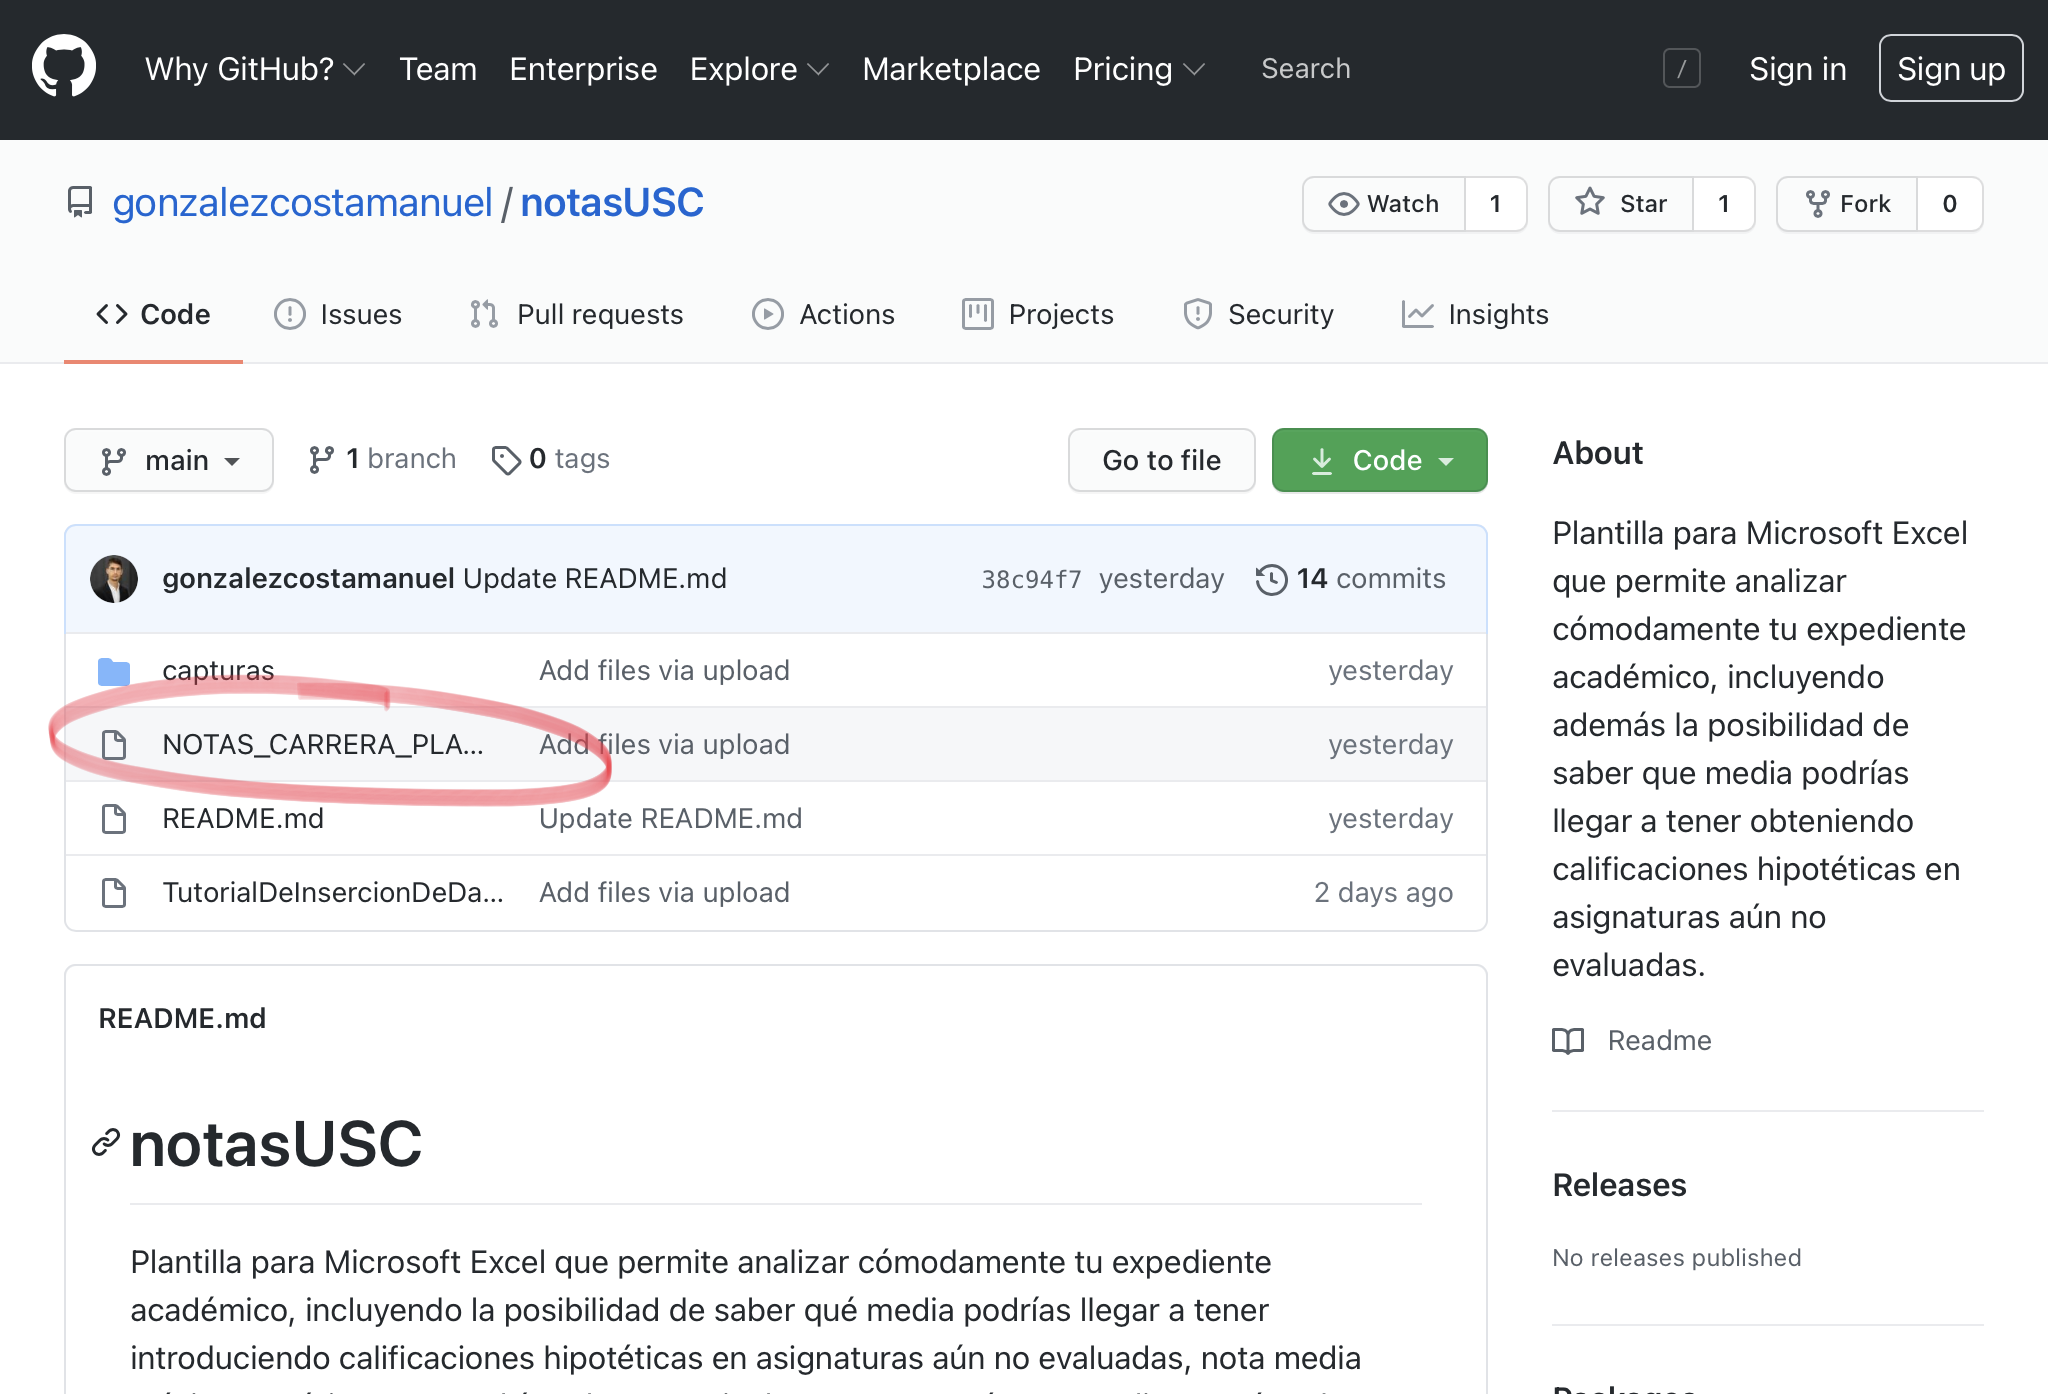 Why GitHub? Team Enterprise Explore Marketplace Pricing Search / Sign in Sign up
gonzalezcostamanuel / notasUSC Watch 1 Star 1 Fork 0
Code Issues Pull requests Actions Projects Security Insights
main 1 branch 0 tags Go to file Code
gonzalezcostamanuel Update README.md 38c94f7 yesterday 14 commits
capturas Add files via upload yesterday
NOTAS_CARRERA_PLA... Add files via upload yesterday
README.md Update README.md yesterday
TutorialDeInsercionDeDa... Add files via upload 2 days ago
README.md
notasUSC
Plantilla para Microsoft Excel que permite analizar cómodamente tu expediente
académico, incluyendo la posibilidad de saber qué media podrías llegar a tener
introduciendo calificaciones hipotéticas en asignaturas aún no evaluadas, nota media
About
Plantilla para Microsoft Excel
que permite analizar
cómodamente tu expediente
académico, incluyendo
además la posibilidad de
saber que media podrías
llegar a tener obteniendo
calificaciones hipotéticas en
asignaturas aún no
evaluadas.
Readme
Releases
No releases published